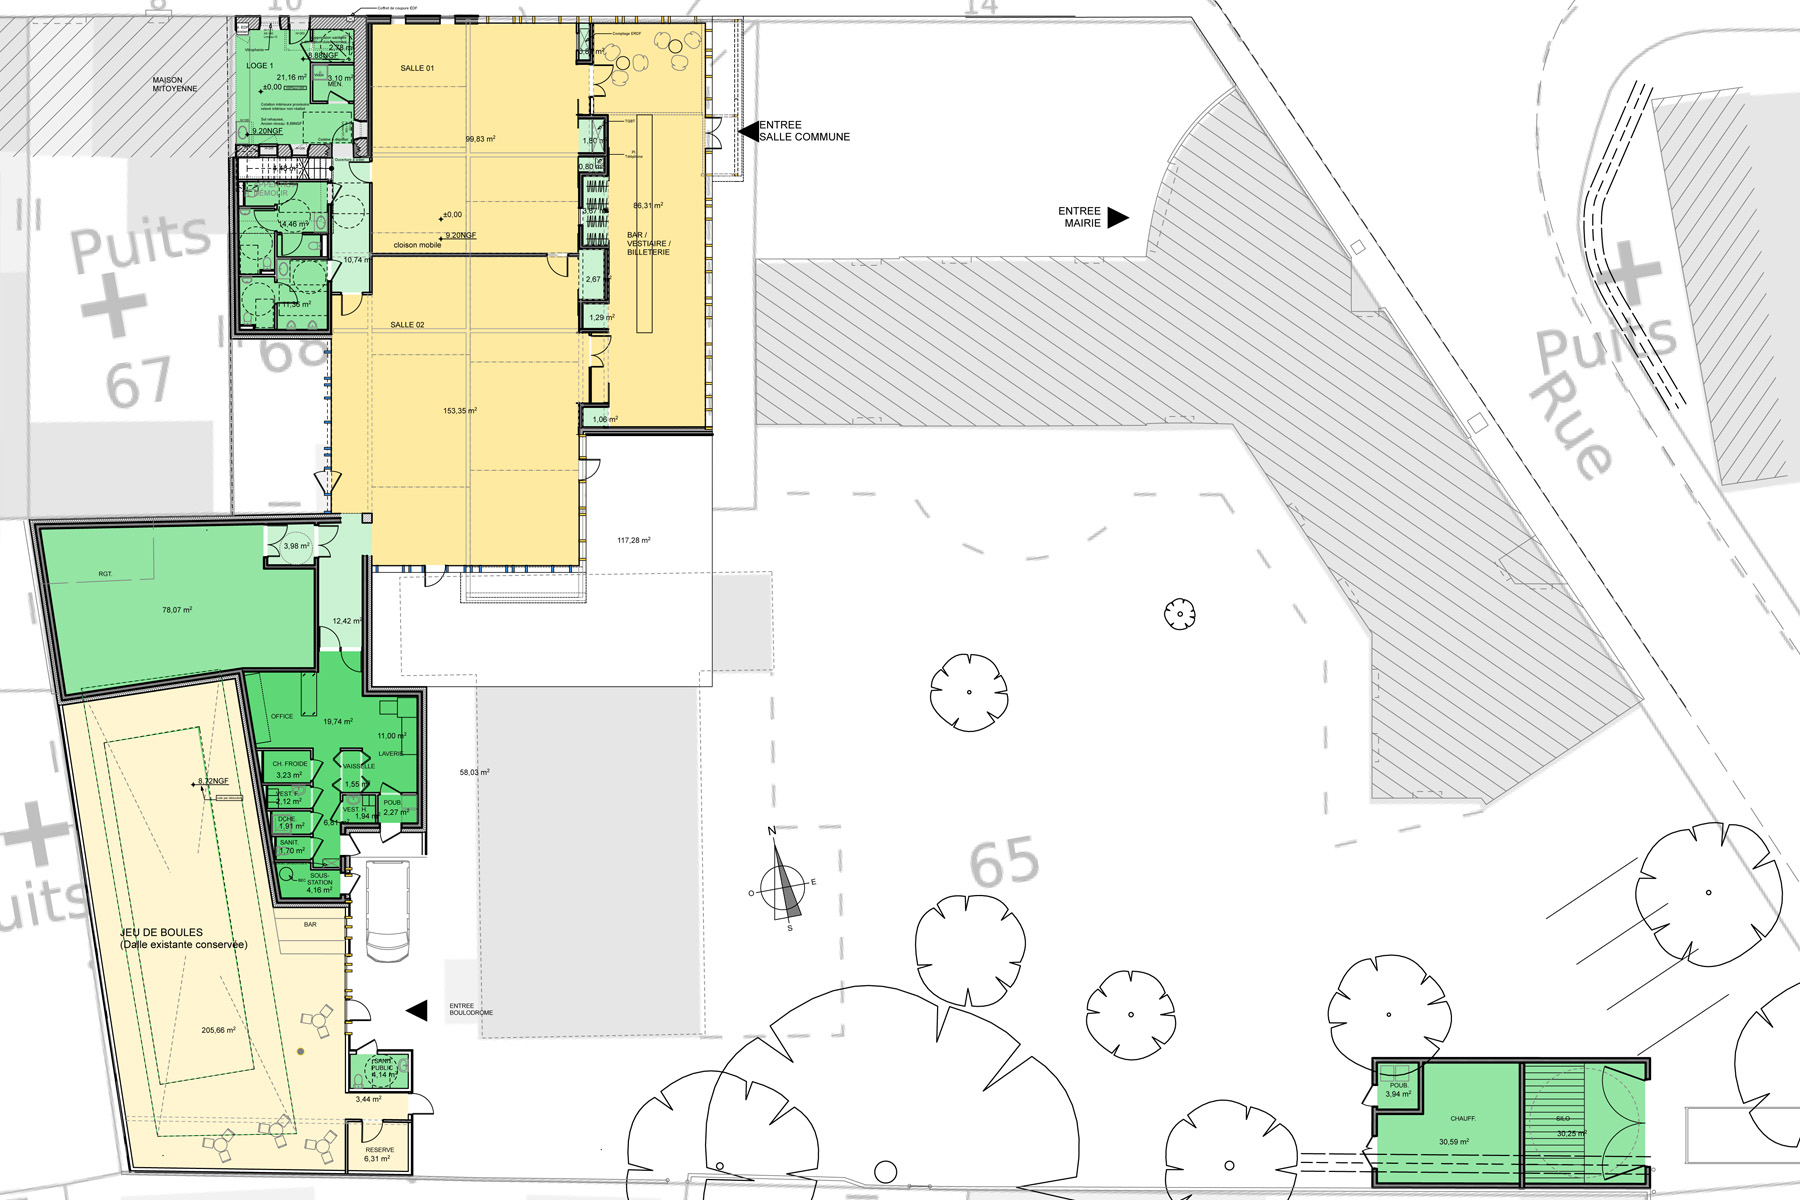 8
10
14
Coffret de coupure EDF
Comptage ERDF
MAISON
MITOYENNE
LOGE 1
21,16 m²
±0,00
9.20NGF
8.88NGF
2,78 m²
3,10 m²
MEN.
SALLE 01
99,83 m²
±0,00
9.20NGF
cloison mobile
TGBT
1,80 m²
0,80 m²
2,67
1,29 m²
1,06 m²
86,31 m²
BAR /
VESTIAIRE /
BILLETERIE
ENTREE
SALLE COMMUNE
ENTREE
MAIRIE
14,46 m²
10,74 m²
11,36 m²
SALLE 02
153,35 m²
Puits
67
68
Puits
Rue
117,28 m²
3,98 m²
RGT.
78,07 m²
12,42 m²
OFFICE
19,74 m²
11,00 m²
LAVERIE
CH. FROIDE
3,23 m²
VAISSELLE
1,55 m²
VEST. F.
2,12 m²
VEST. H.
1,94 m²
POUB.
2,27 m²
DCHE.
1,91 m²
6,81 m²
SANIT.
1,70 m²
SOUS-
STATION
4,16 m²
58,03 m²
8.72NGF
BAR
JEU DE BOULES
(Dalle existante conservée)
205,66 m²
ENTREE
BOULODROME
SANIT.
PUBLIC
4,14 m²
3,44 m²
RESERVE
6,31 m²
Puits
65
N
O
E
S
POUB.
3,94 m²
CHAUFF.
30,59 m²
SILO
30,25 m²